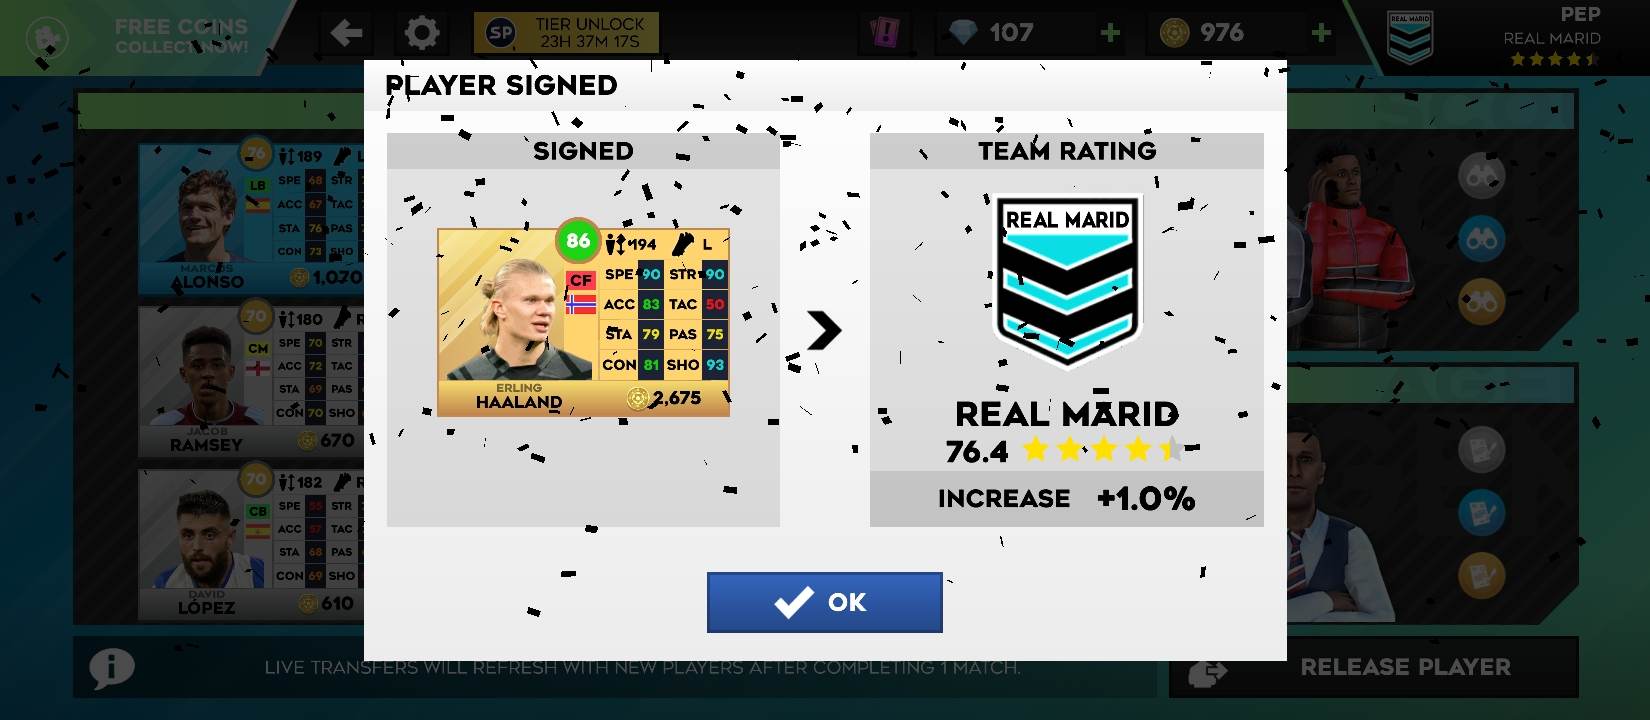 FREE COINS
COLLECT NOW!
SP
TIER UNLOCK
23H 37M 17S
107
976
REAL MARID
PEP
REAL MARID
PLAYER SIGNED
SIGNED
86
194 L
CF
SPE 90 STR 90
ACC 83 TAC 50
STA 79 PAS 75
CON 81 SHO 93
ERLING
HAALAND
2,675
TEAM RATING
REAL MARID
REAL MARID
76.4
INCREASE +1.0%
OK
76
189 L
LB
SPE 68 STR
ACC 67 TAC
STA 76 PAS
CON 73 SHO
MARCOS
ALONSO
1,070
70
180 R
CM
SPE 70 STR
ACC 72 TAC
STA 69 PAS
CON 70 SHO
JACOB
RAMSEY
670
70
182 R
CB
SPE 55 STR
ACC 57 TAC
STA 68 PAS
CON 69 SHO
DAVID
LÓPEZ
610
LIVE TRANSFERS WILL REFRESH WITH NEW PLAYERS AFTER COMPLETING 1 MATCH.
RELEASE PLAYER